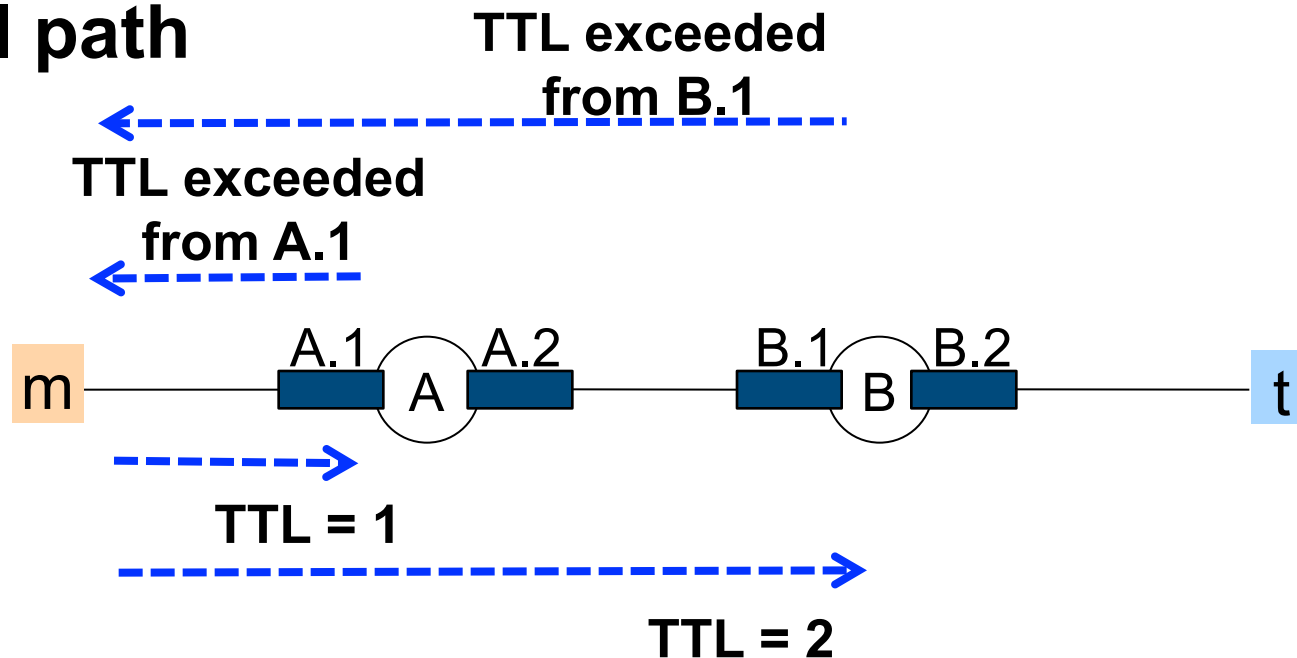 path
TTL exceeded
from B.1
TTL exceeded
from A.1
A.1 A.2 B.1 B.2
m A B t
TTL = 1
TTL = 2